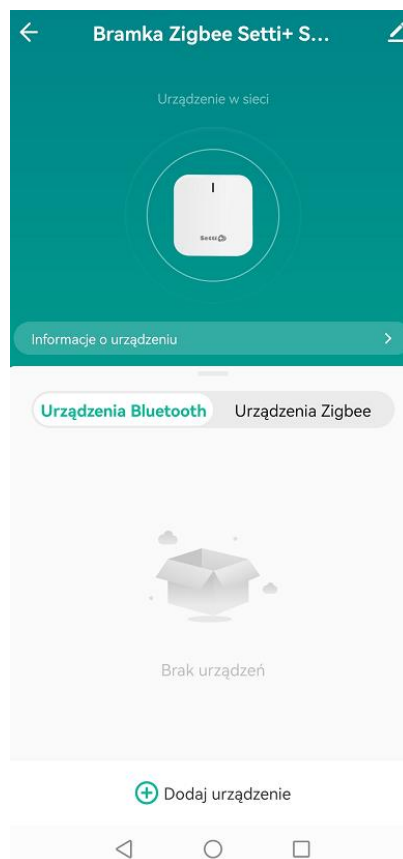 Bramka Zigbee Setti+ S...
Urządzenie w sieci
Setti
Informacje o urządzeniu
Urządzenia Bluetooth Urządzenia Zigbee
Brak urządzeń
Dodaj urządzenie